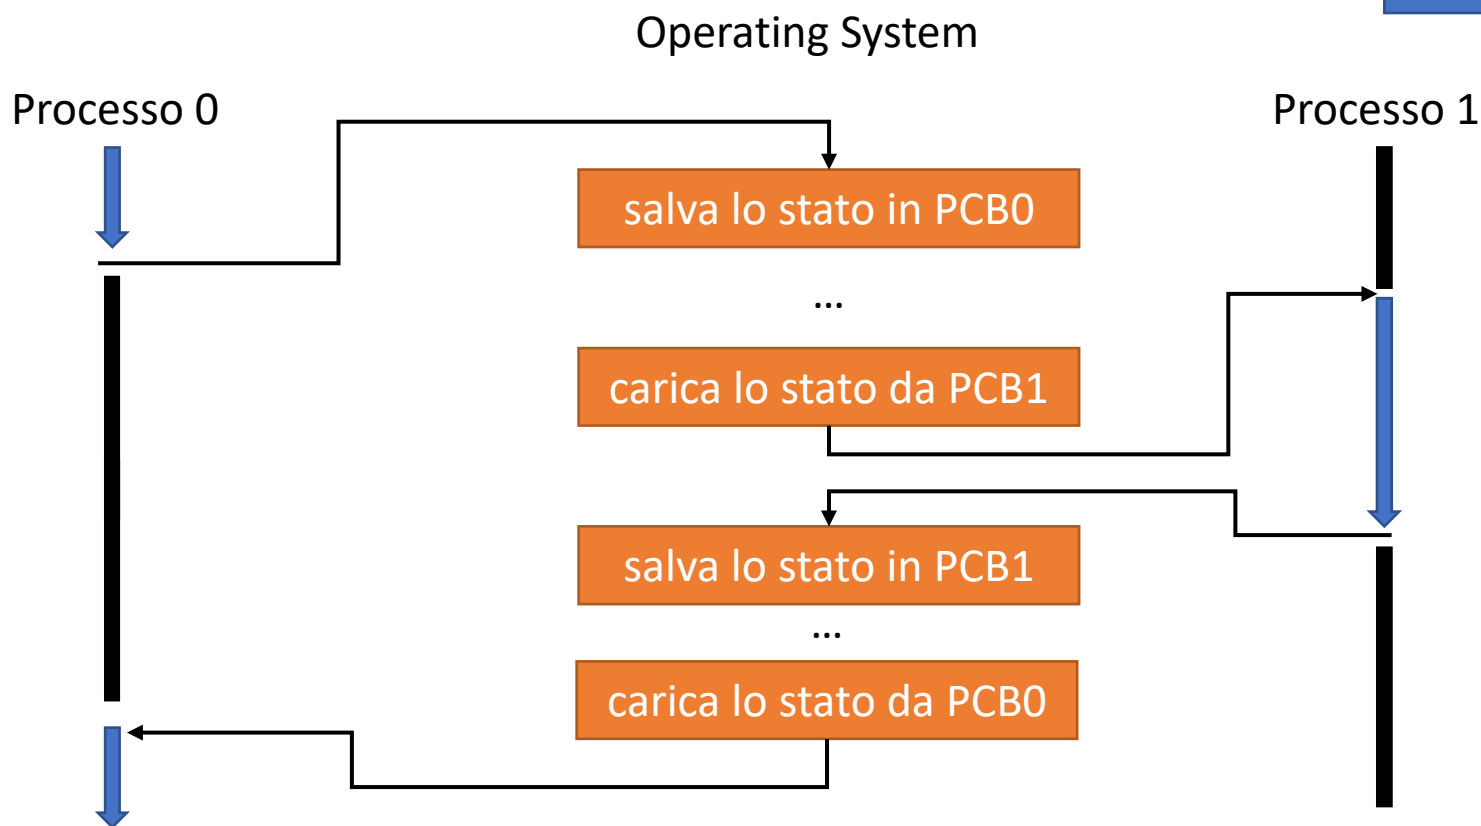 Operating System
Processo 0
Processo 1
salva lo stato in PCB0
...
carica lo stato da PCB1
salva lo stato in PCB1
...
carica lo stato da PCB0